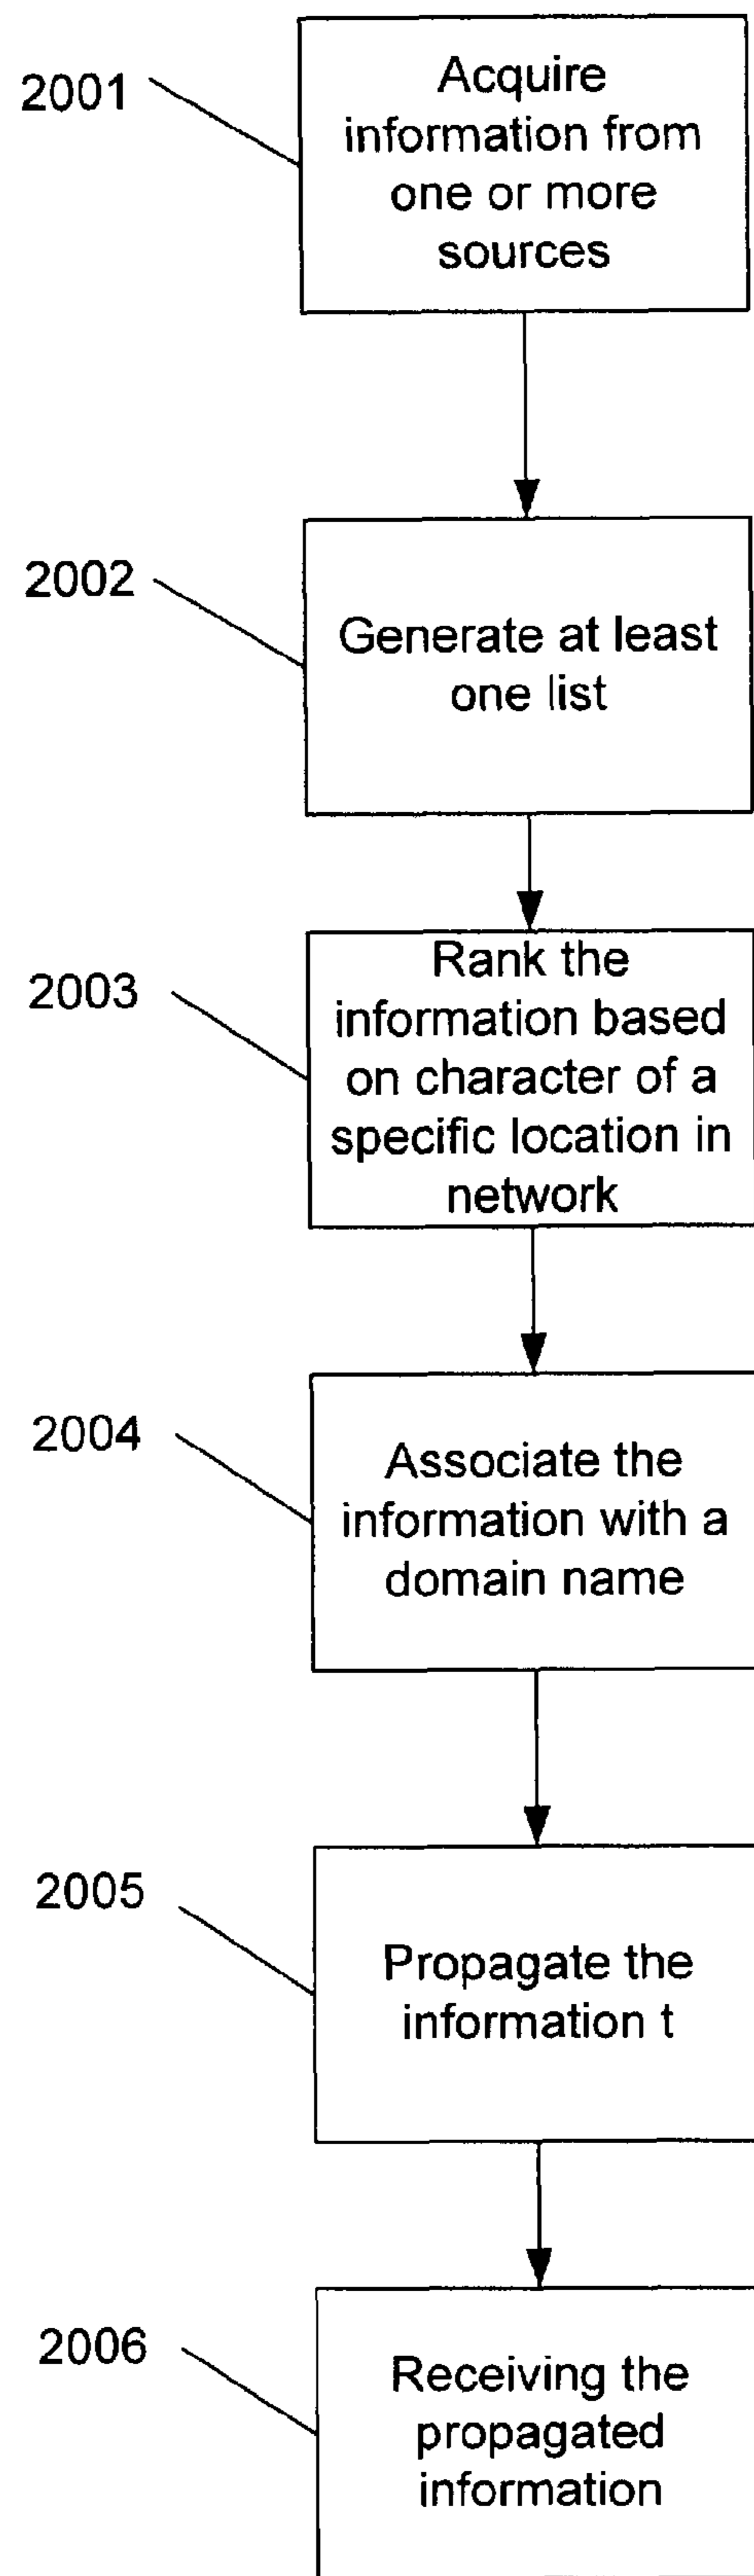 2001
Acquire
information from
one or more
sources
2002
Generate at least
one list
2003
Rank the
information based
on character of a
specific location in
network
2004
Associate the
information with a
domain name
2005
Propagate the
information t
2006
Receiving the
propagated
information